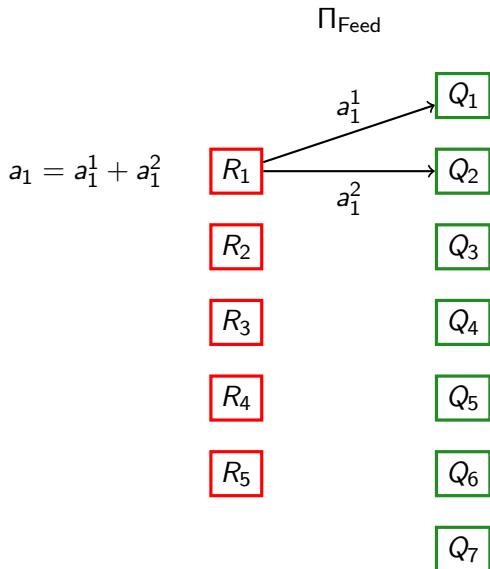 Π_Feed
Q_1
a_1^1
a_1 = a_1^1 + a_1^2
R_1
Q_2
a_1^2
R_2
Q_3
R_3
Q_4
R_4
Q_5
R_5
Q_6
Q_7